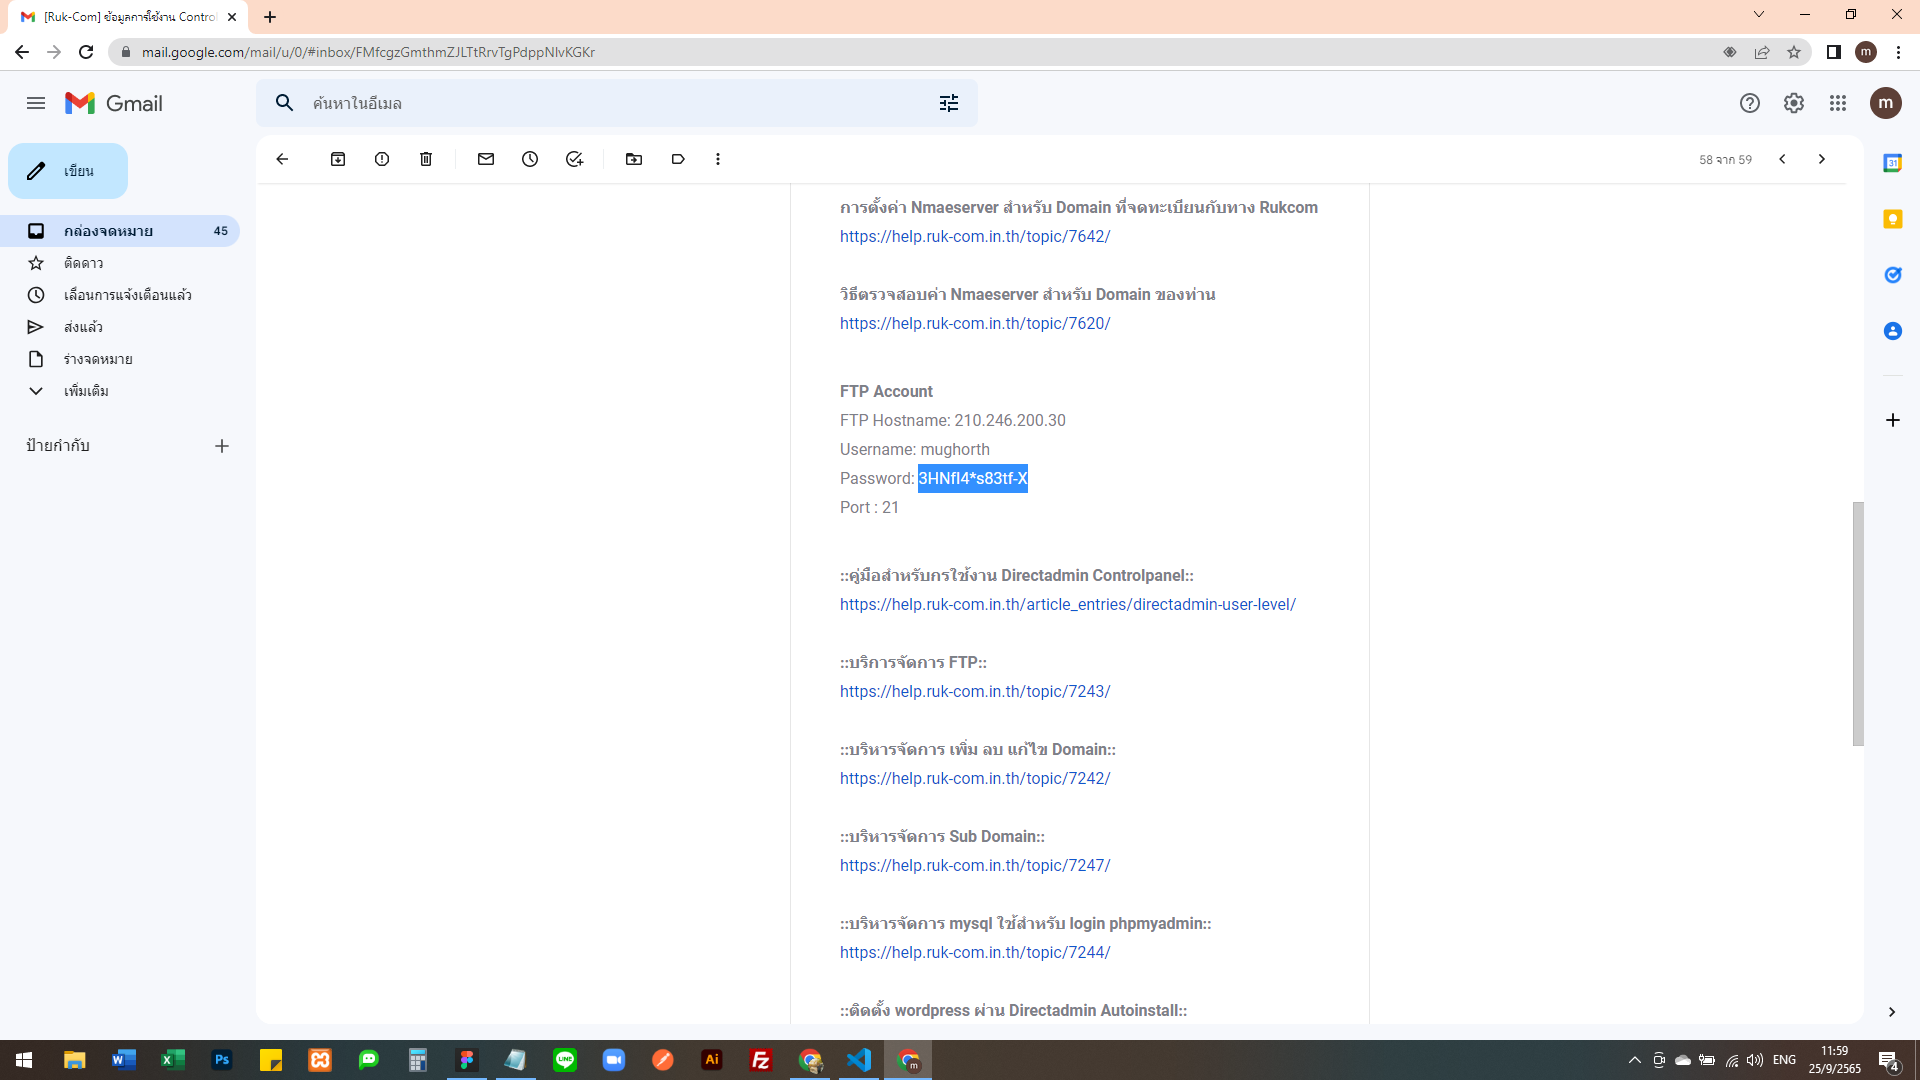 [Ruk-Com] ข้อมูลการใช้งาน Control
mail.google.com/mail/u/0/#inbox/FMfcgzGmthmZJLTtRrvTgPdppNlvKGKr
m
Gmail
ค้นหาในอีเมล
m
เขียน
58 จาก 59
กล่องจดหมาย 45
ติดดาว
เลื่อนการแจ้งเตือนแล้ว
ส่งแล้ว
ร่างจดหมาย
เพิ่มเติม
ป้ายกำกับ
การตั้งค่า Nmaeserver สำหรับ Domain ที่จดทะเบียนกับทาง Rukcom
https://help.ruk-com.in.th/topic/7642/
วิธีตรวจสอบค่า Nmaeserver สำหรับ Domain ของท่าน
https://help.ruk-com.in.th/topic/7620/
FTP Account
FTP Hostname: 210.246.200.30
Username: mughorth
Password: 3HNfI4*s83tf-X
Port : 21
::คู่มือสำหรับกรใช้งาน Directadmin Controlpanel::
https://help.ruk-com.in.th/article_entries/directadmin-user-level/
::บริการจัดการ FTP::
https://help.ruk-com.in.th/topic/7243/
::บริหารจัดการ เพิ่ม ลบ แก้ไข Domain::
https://help.ruk-com.in.th/topic/7242/
::บริหารจัดการ Sub Domain::
https://help.ruk-com.in.th/topic/7247/
::บริหารจัดการ mysql ใช้สำหรับ login phpmyadmin::
https://help.ruk-com.in.th/topic/7244/
::ติดตั้ง wordpress ผ่าน Directadmin Autoinstall::
31
Ps
LINE
Ai
Fz
m
ENG
11:59
25/9/2565
4